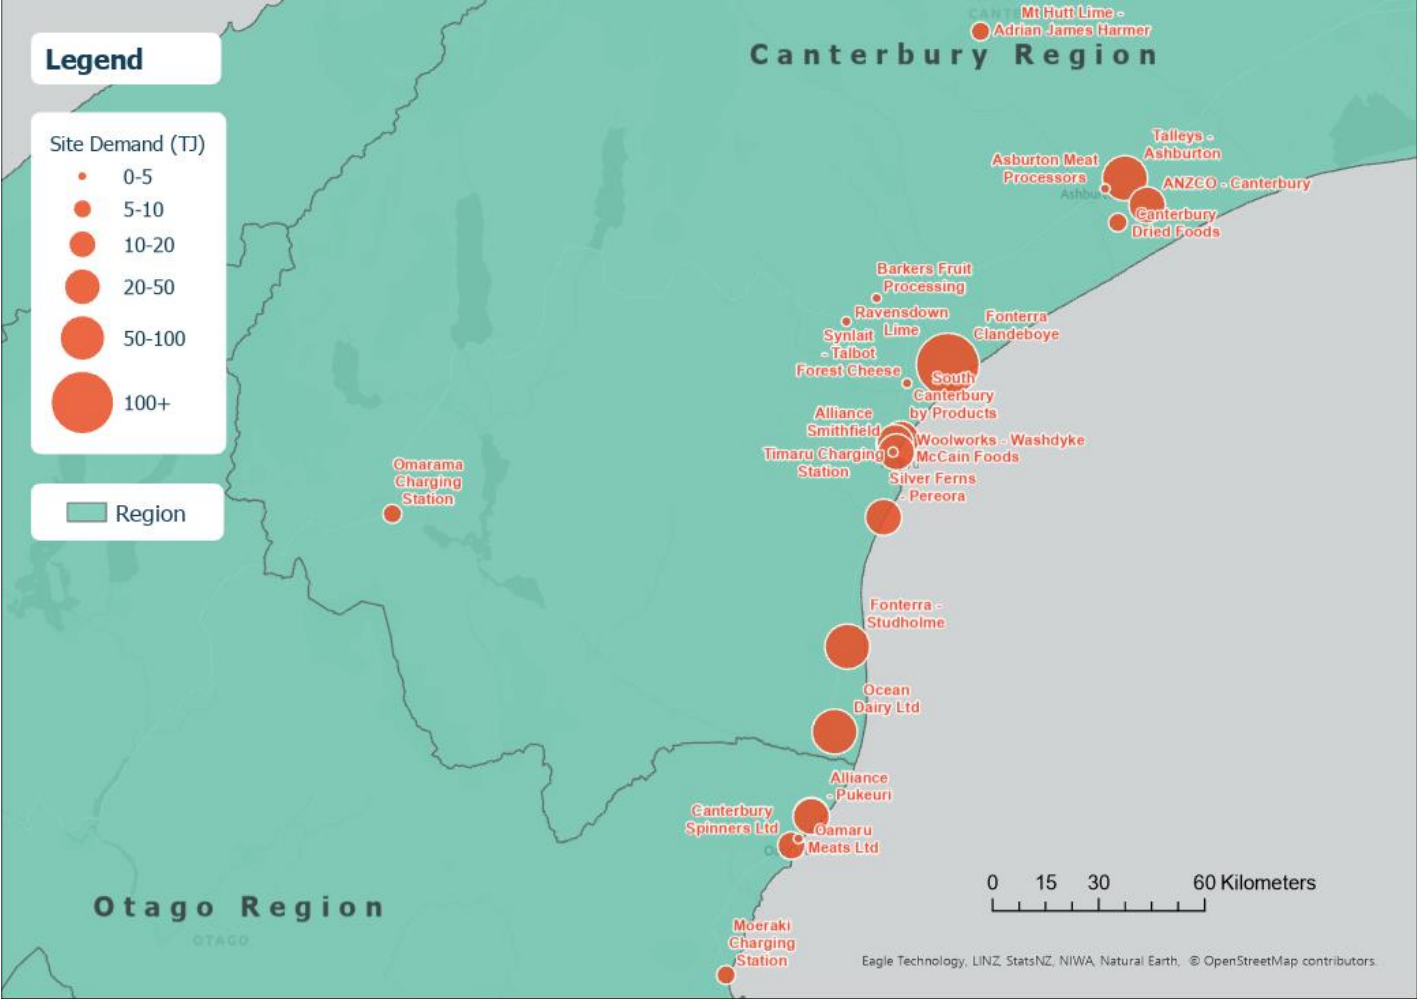 Legend
Site Demand (TJ)
0-5
5-10
10-20
20-50
50-100
100+
Region
Canterbury Region
Mt Hutt Lime -
Adrian James Harmer
Talleys -
Ashburton
Asburton Meat
Processors
ANZCO - Canterbury
Canterbury
Dried Foods
Barkers Fruit
Processing
Ravensdown
Lime
Synlait
- Talbot
Forest Cheese
Fonterra
Clandeboye
South
Canterbury
by Products
Alliance
Smithfield
Woolworks - Washdyke
McCain Foods
Timaru Charging
Station
Silver Ferns
- Pereora
Omarama
Charging
Station
Fonterra -
Studholme
Ocean
Dairy Ltd
Alliance
- Pukeuri
Canterbury
Spinners Ltd
Oamaru
Meats Ltd
Otago Region
OTAGO
Moeraki
Charging
Station
0 15 30 60 Kilometers
Eagle Technology, LINZ, StatsNZ, NIWA, Natural Earth, © OpenStreetMap contributors.